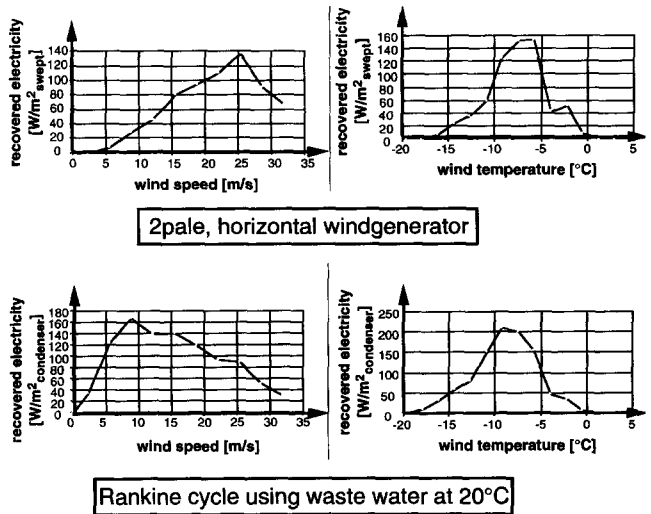 recovered electricity
[W/m²swept]
140
120
100
80
60
40
20
0
0 5 10 15 20 25 30 35
wind speed [m/s]
recovered electricity
[W/m²swept]
160
140
120
100
80
60
40
20
0
-20 -15 -10 -5 0 5
wind temperature [°C]
2pale, horizontal windgenerator
recovered electricity
[W/m²condenser]
180
160
140
120
100
80
60
40
20
0
0 5 10 15 20 25 30 35
wind speed [m/s]
recovered electricity
[W/m²condenser]
250
200
150
100
50
0
-20 -15 -10 -5 0 5
wind temperature [°C]
Rankine cycle using waste water at 20°C